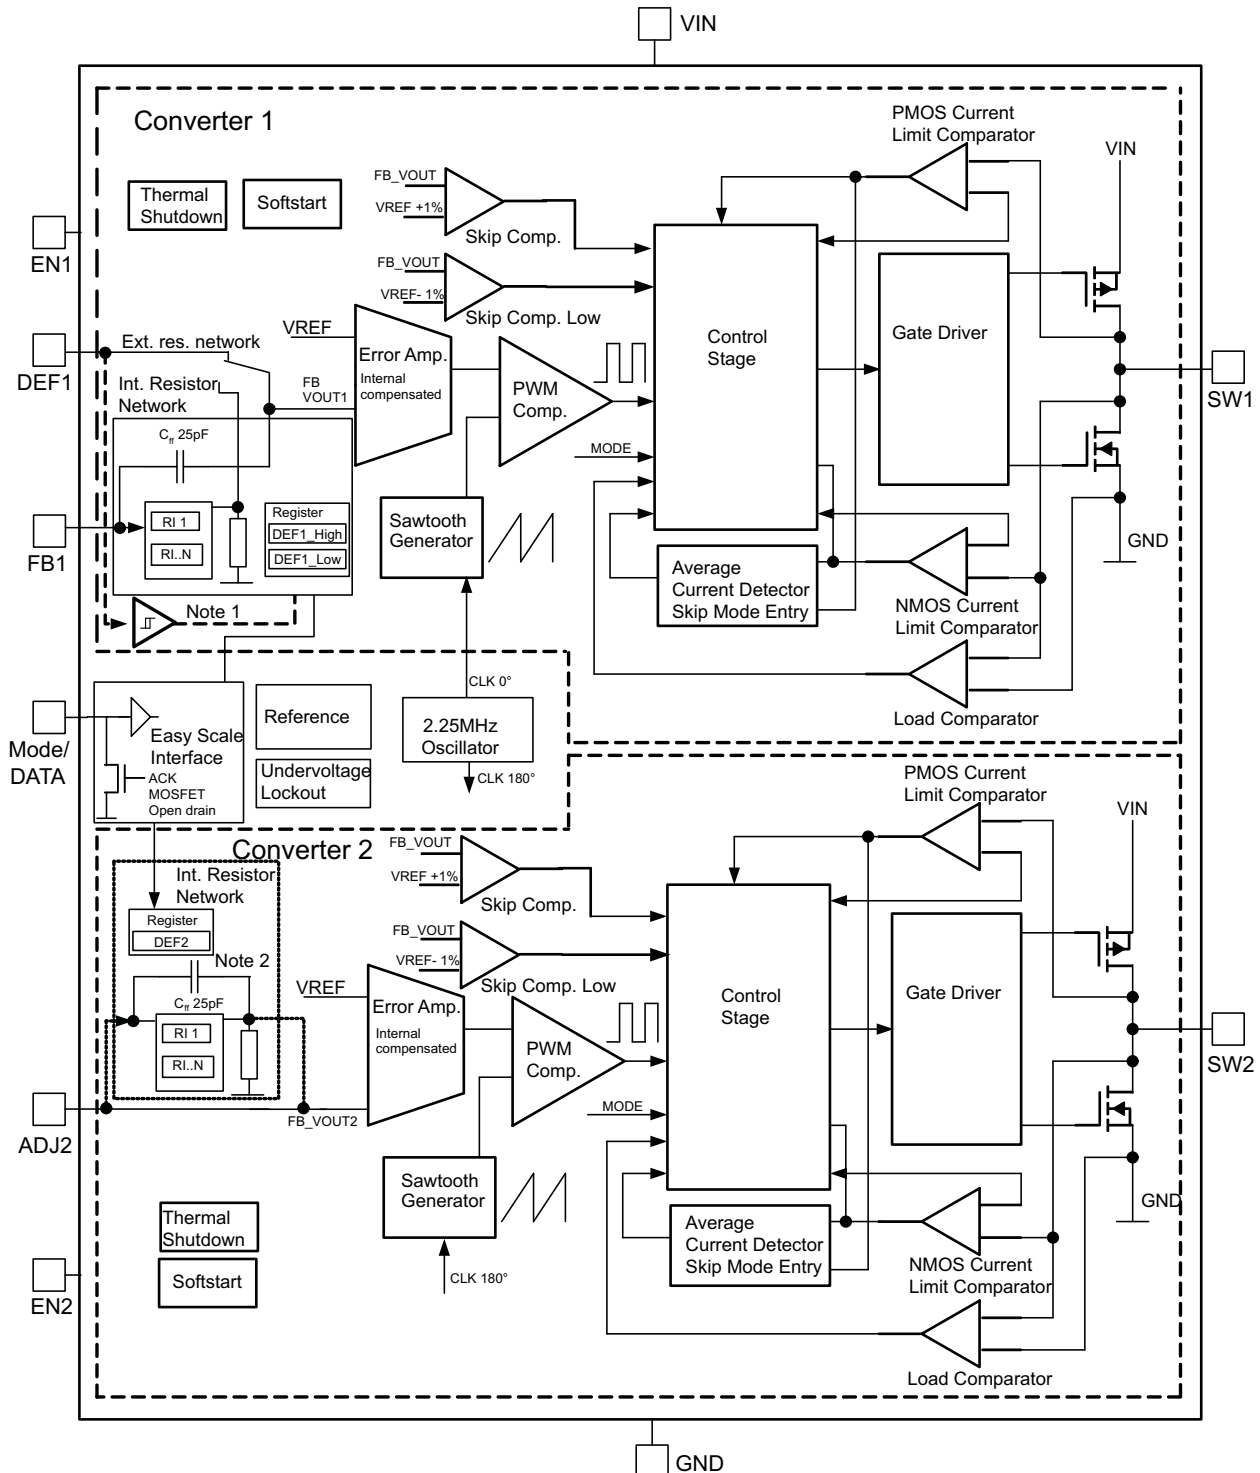 VIN
Converter 1
PMOS Current
Limit Comparator
VIN
Thermal
Shutdown
Softstart
FB_VOUT
VREF +1%
Skip Comp.
EN1
FB_VOUT
VREF- 1%
Skip Comp. Low
Control
Stage
Gate Driver
VREF
Error Amp.
Internal
compensated
Ext. res. network
DEF1
Int. Resistor
Network
FB
VOUT1
PWM
Comp.
SW1
Cff 25pF
MODE
RI 1
RI..N
Register
DEF1_High
DEF1_Low
FB1
Sawtooth
Generator
GND
Average
Current Detector
Skip Mode Entry
NMOS Current
Limit Comparator
Note 1
CLK 0°
Load Comparator
Mode/
DATA
Easy Scale
Interface
ACK
MOSFET
Open drain
Reference
Undervoltage
Lockout
2.25MHz
Oscillator
CLK 180°
PMOS Current
Limit Comparator
VIN
Converter 2
FB_VOUT
VREF +1%
Skip Comp.
Int. Resistor
Network
Register
DEF2
Note 2
FB_VOUT
VREF- 1%
Skip Comp. Low
Control
Stage
Gate Driver
VREF
Error Amp.
Internal
compensated
Cff 25pF
RI 1
RI..N
PWM
Comp.
SW2
MODE
ADJ2
FB_VOUT2
Sawtooth
Generator
GND
Average
Current Detector
Skip Mode Entry
NMOS Current
Limit Comparator
Thermal
Shutdown
Softstart
CLK 180°
EN2
Load Comparator
GND